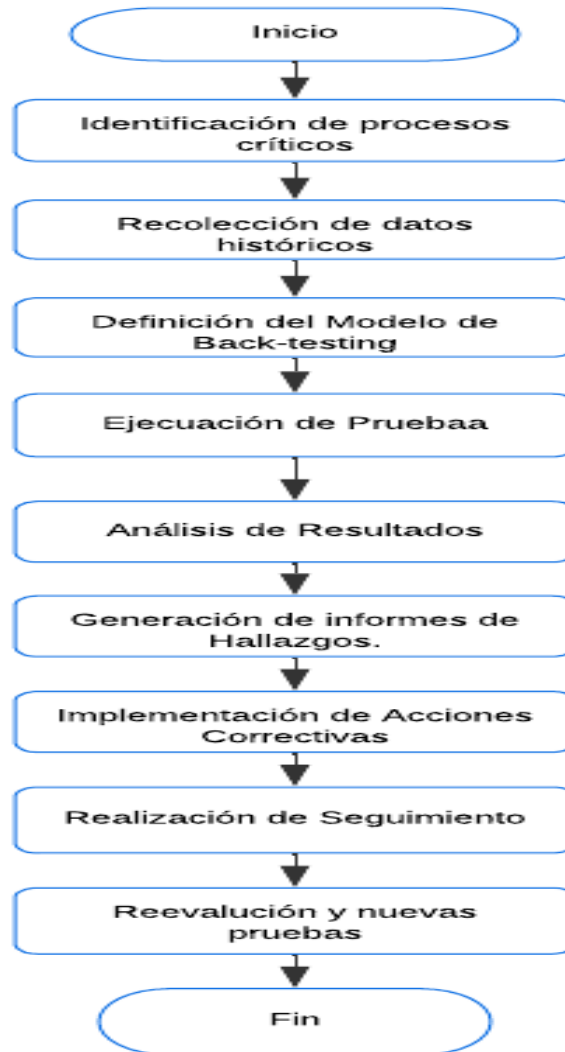 Inicio
Identificación de procesos
críticos
Recolección de datos
históricos
Definición del Modelo de
Back-testing
Ejecuación de Pruebaa
Análisis de Resultados
Generación de informes de
Hallazgos.
Implementación de Acciones
Correctivas
Realización de Seguimiento
Reevalución y nuevas
pruebas
Fin